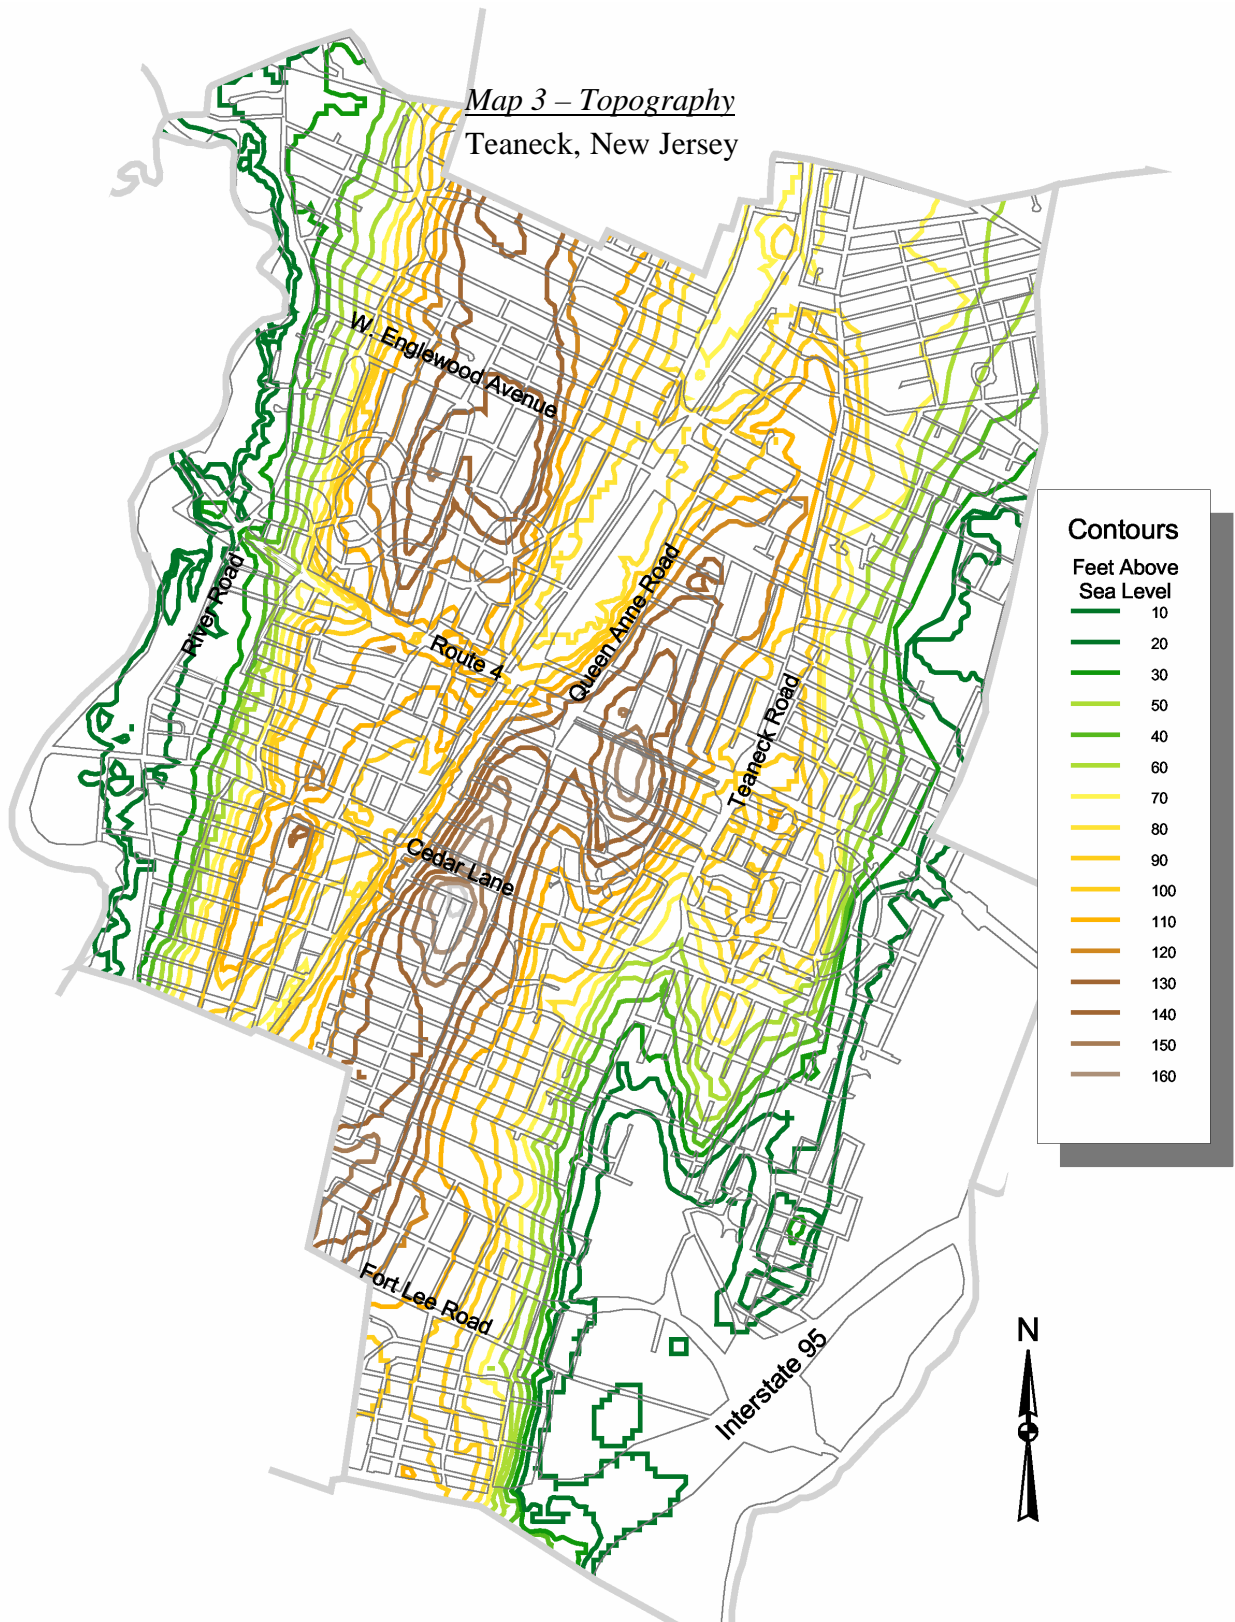 Map 3 – Topography
Teaneck, New Jersey
W. Englewood Avenue
River Road
Route 4
Queen Anne Road
Teaneck Road
Cedar Lane
Fort Lee Road
Interstate 95
Contours
Feet Above
Sea Level
10
20
30
50
40
60
70
80
90
100
110
120
130
140
150
160
N